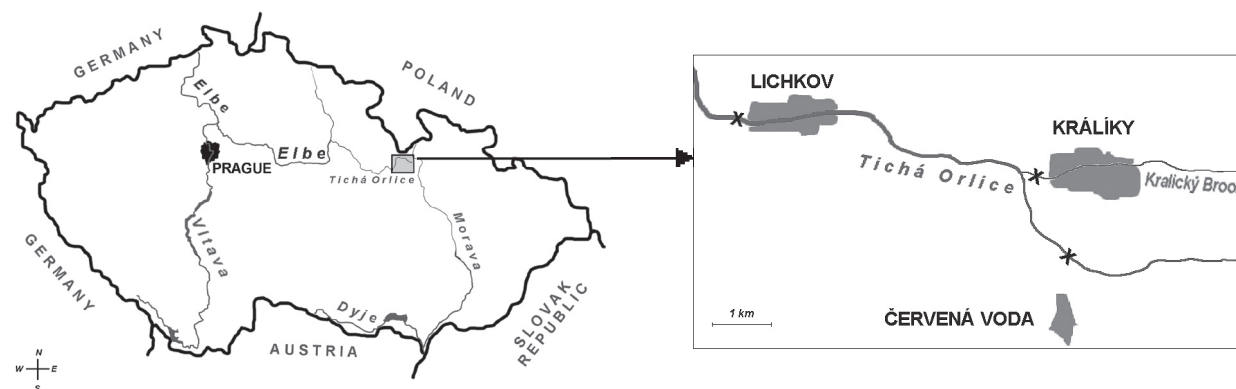 GERMANY
POLAND
Elbe
Elbe
PRAGUE
Tichá Orlice
Vltava
Morava
GERMANY
Dyje
AUSTRIA
SLOVAK
REPUBLIC
N
W E
S
LICHKOV
KRÁLÍKY
Tichá Orlice
Kralický Broo
1 km
ČERVENÁ VODA